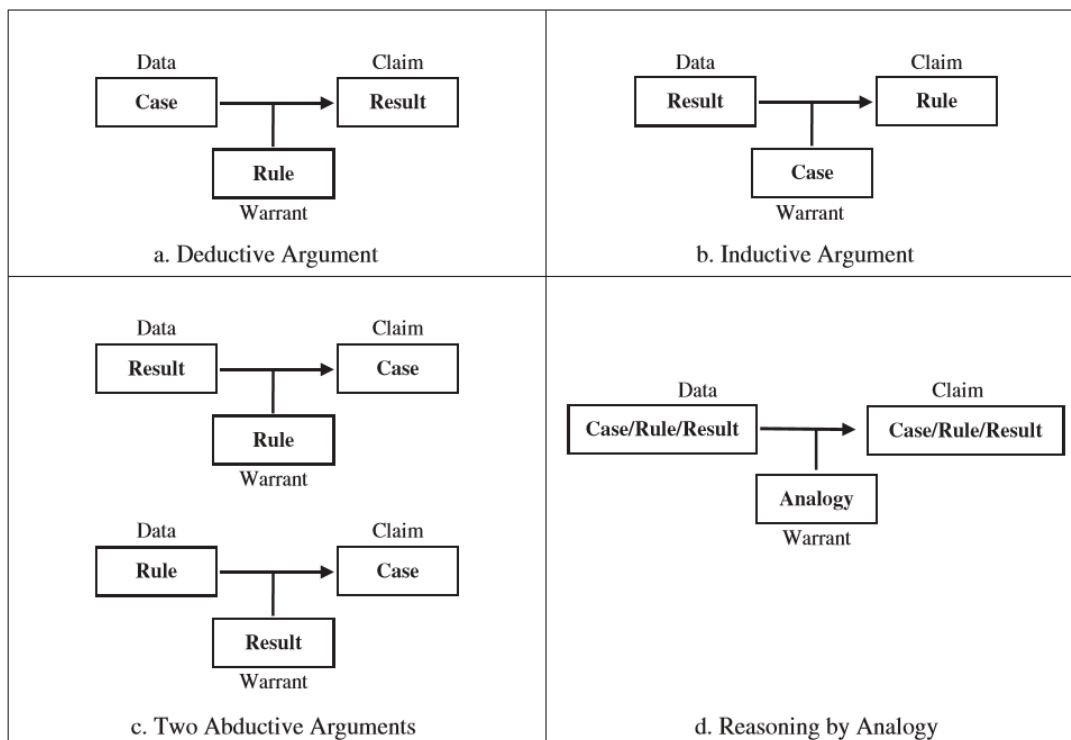 Data
Claim
Case
Result
Rule
Warrant
a. Deductive Argument
Data
Claim
Result
Rule
Case
Warrant
b. Inductive Argument
Data
Claim
Result
Case
Rule
Warrant
Data
Claim
Rule
Case
Result
Warrant
c. Two Abductive Arguments
Data
Claim
Case/Rule/Result
Case/Rule/Result
Analogy
Warrant
d. Reasoning by Analogy